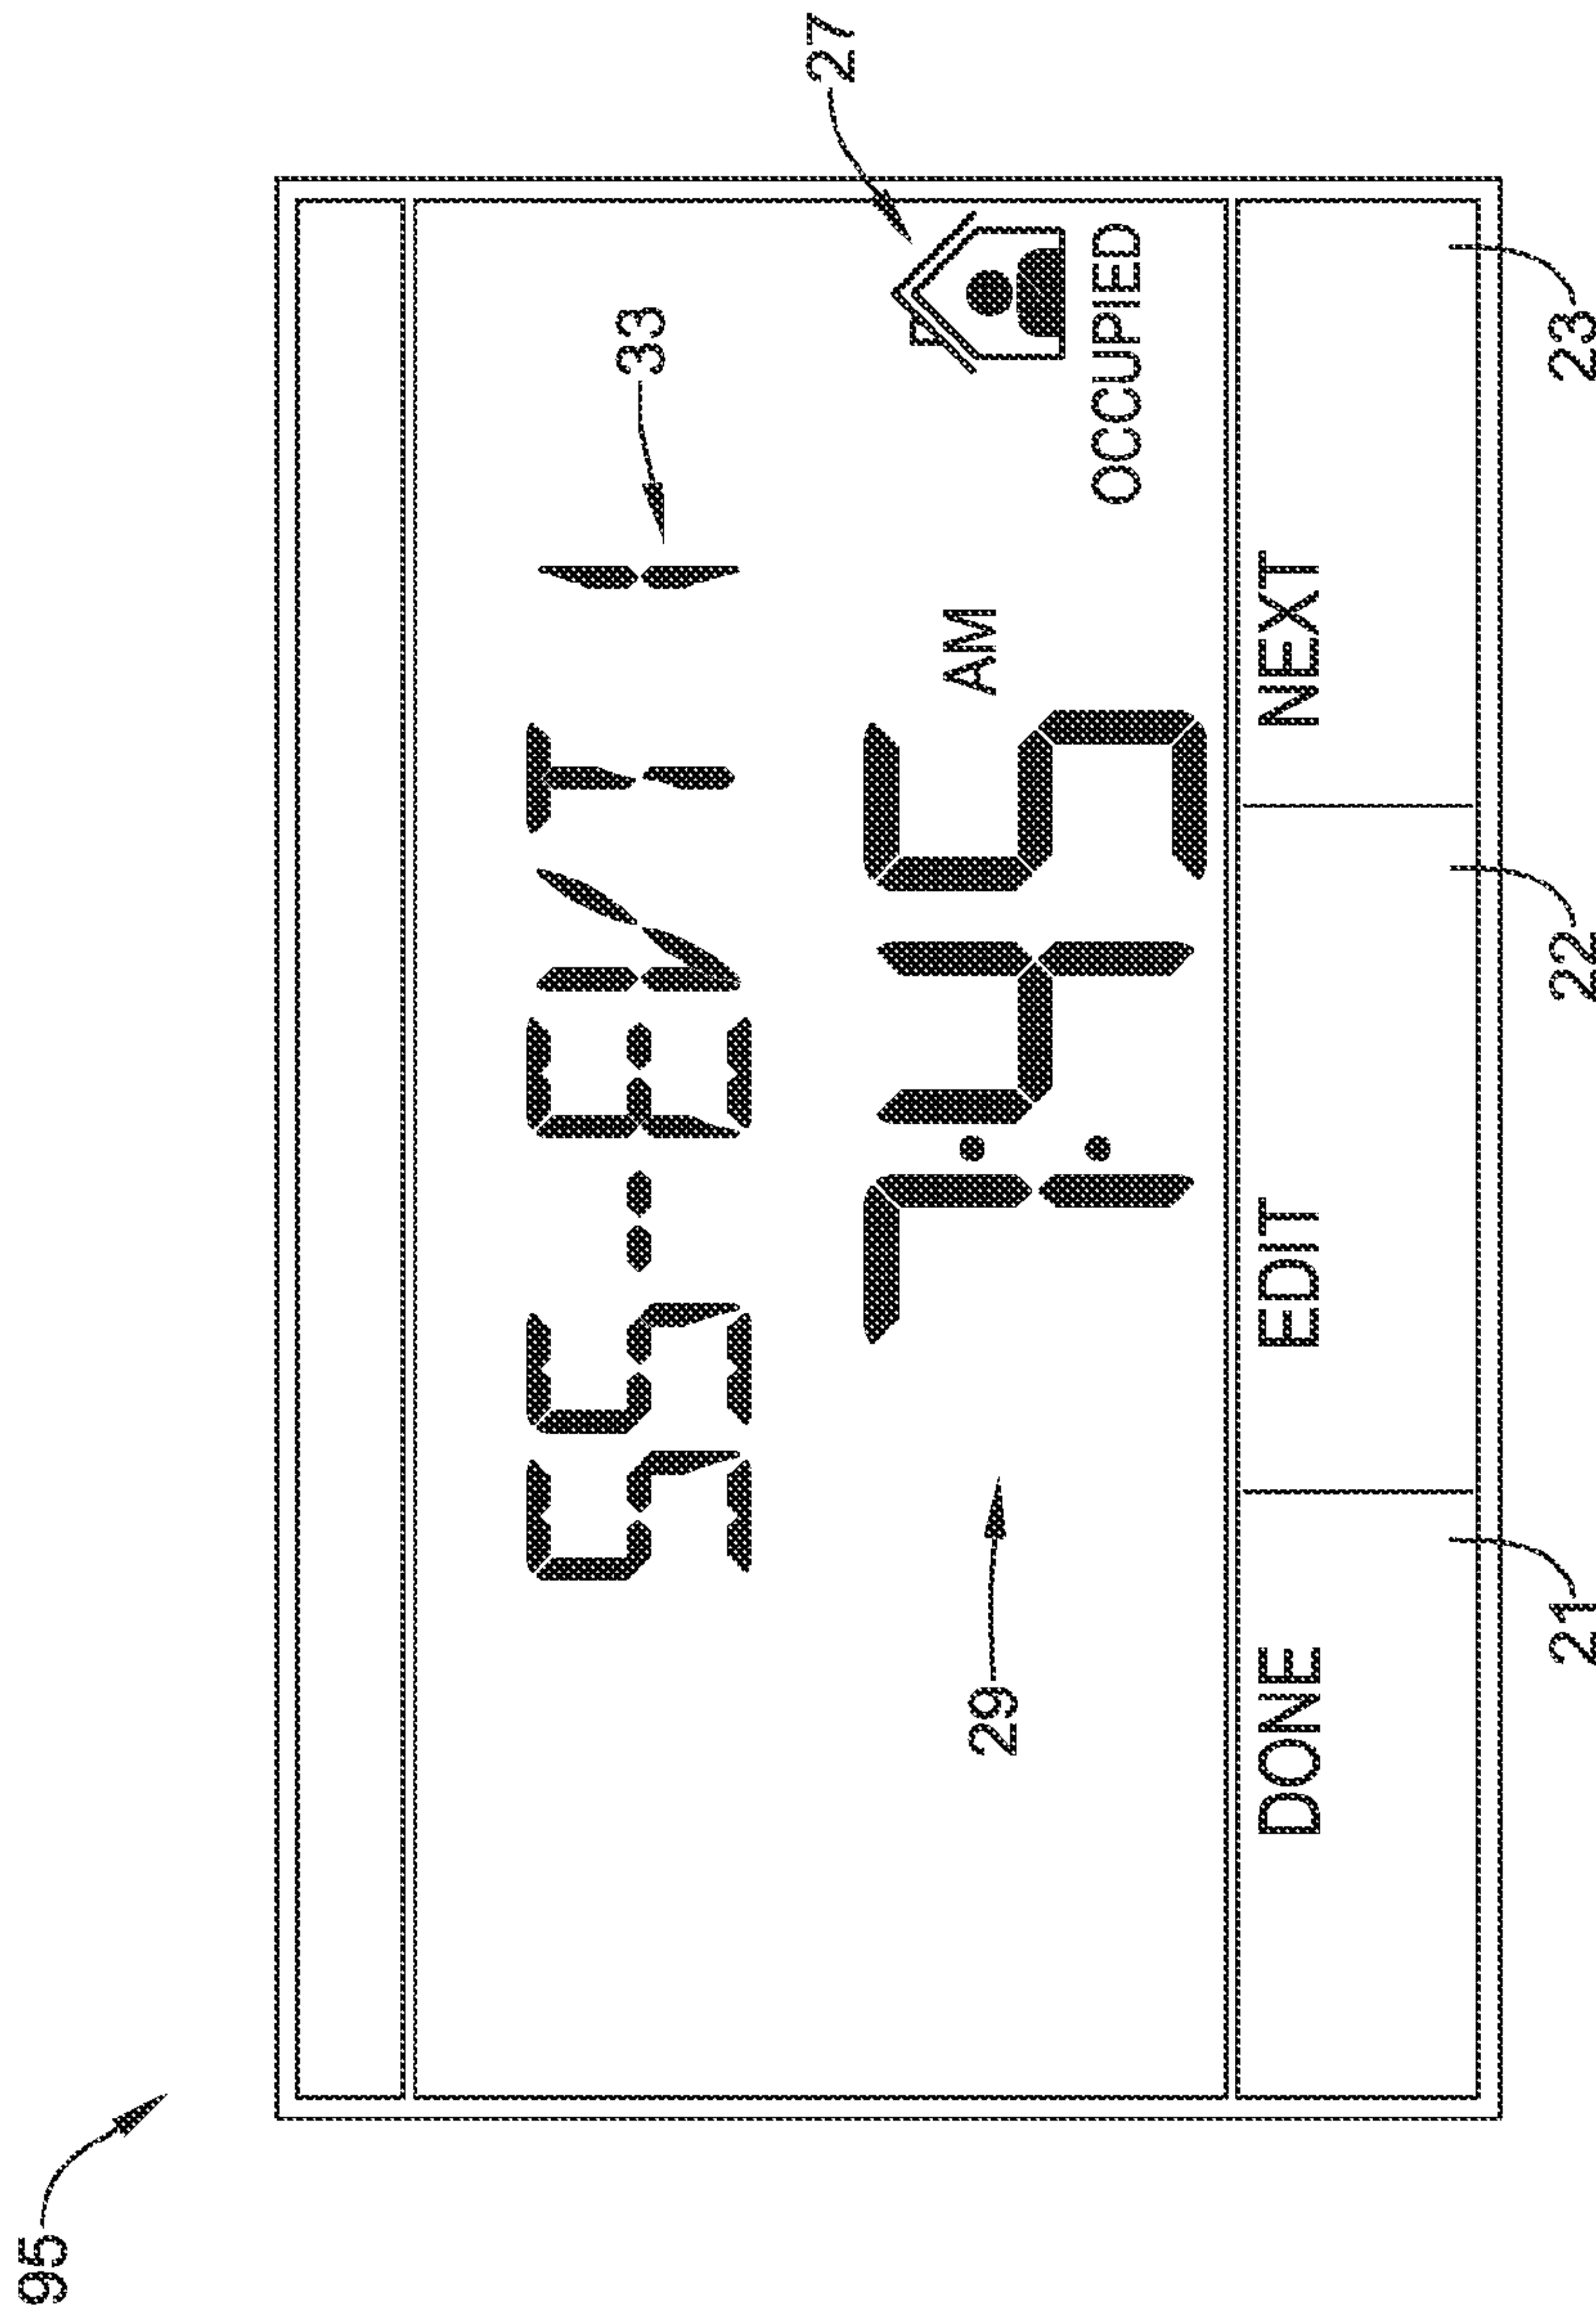 95
33
SS-EVT 1
27
7:45 AM
29
OCCUPIED
DONE
EDIT
NEXT
21
22
23